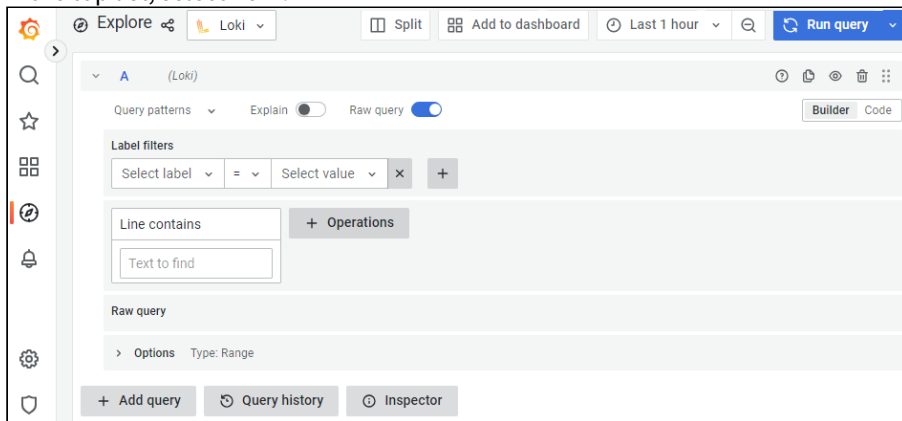 Explore Loki Split Add to dashboard Last 1 hour Run query
A (Loki)
Query patterns Explain Raw query Builder Code
Label filters
Select label = Select value × +
Line contains + Operations
Text to find
Raw query
> Options Type: Range
+ Add query Query history Inspector